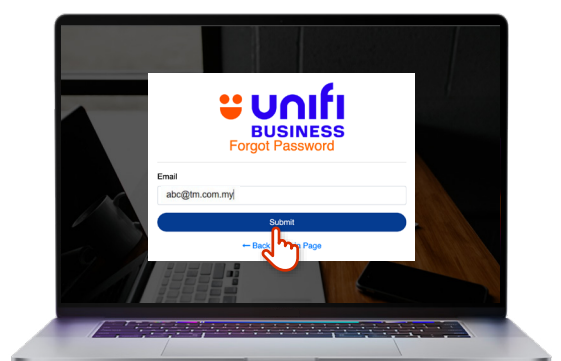 unifi
BUSINESS
Forgot Password
Email
abc@tm.com.my
Submit
← Back Page